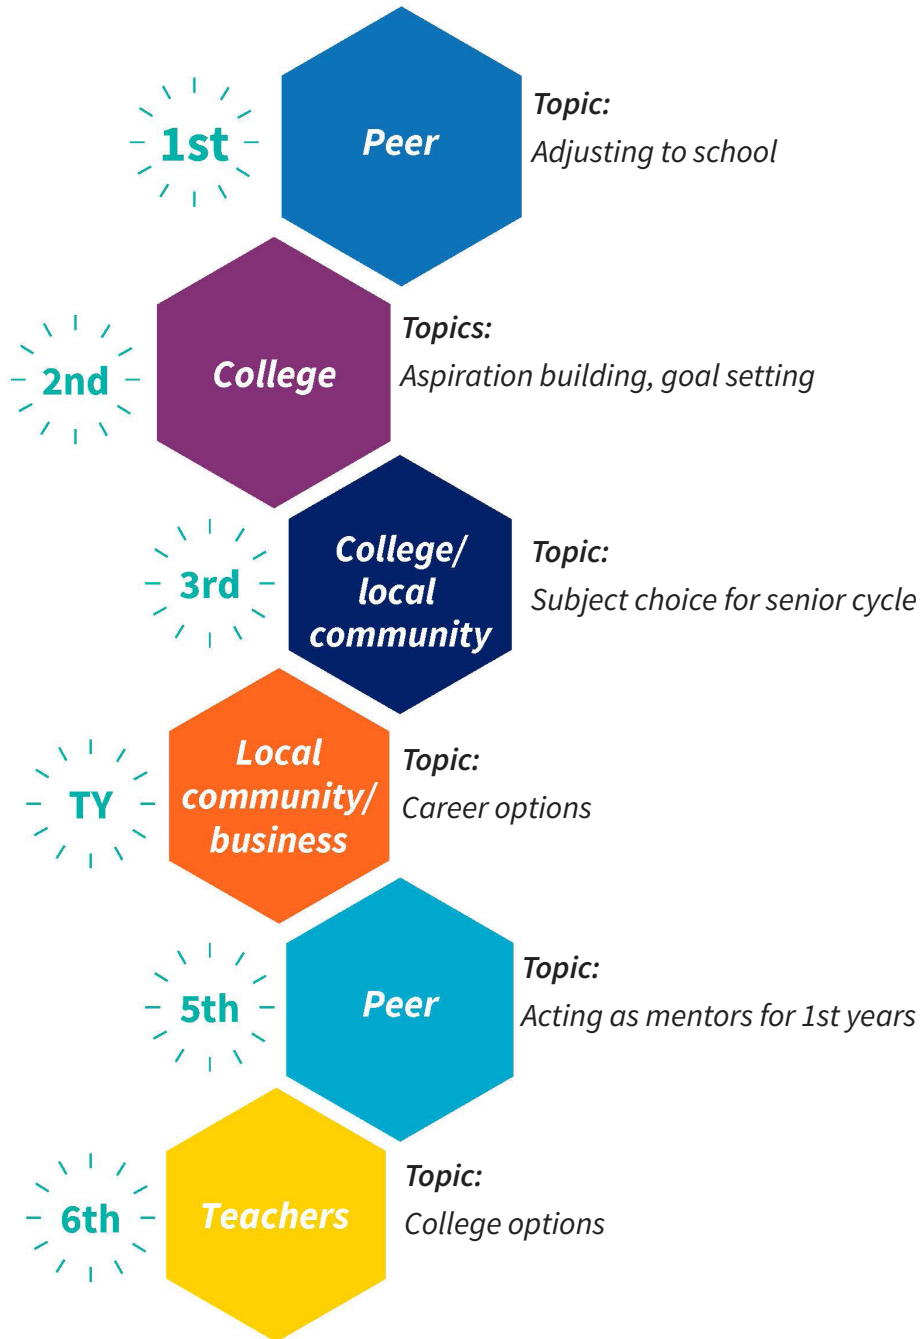 1st
Peer
Topic:
Adjusting to school
2nd
College
Topics:
Aspiration building, goal setting
3rd
College/
local
community
Topic:
Subject choice for senior cycle
TY
Local
community/
business
Topic:
Career options
5th
Peer
Topic:
Acting as mentors for 1st years
6th
Teachers
Topic:
College options